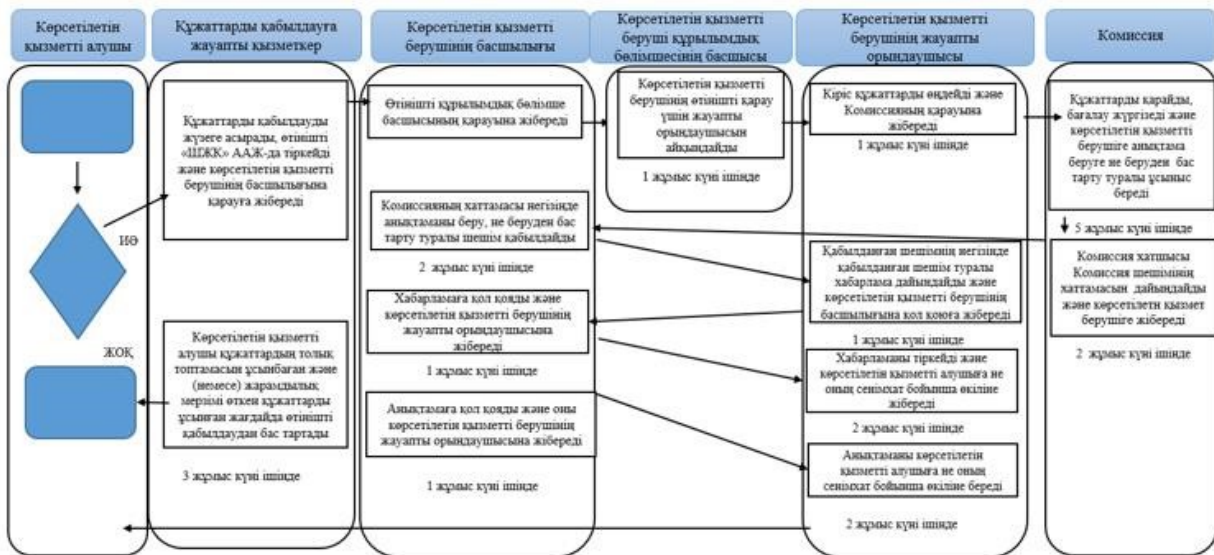 Көрсетілетін
қызметті алушы
Құжаттарды қабылдауға
жауапты қызметкер
Көрсетілетін қызметті
берушінің басшылығы
Көрсетілетін қызметті
беруші құрылымдық
бөлімшесінің басшысы
Көрсетілетін қызметті
берушінің жауапты
орындаушысы
Комиссия
ИӘ
ЖОҚ
Құжаттарды қабылдауды
жүзеге асырады, өтінішті
«ШЖК» ААЖ-да тіркейді
және көрсетілетін қызметті
берушінің басшылығына
қарауға жібереді
Көрсетілетін қызметті
алушы құжаттардың толық
топтамасын ұсынбаған және
(немесе) жарамдылық
мерзімі өткен құжаттарды
ұсынған жағдайда өтінішті
қабылдаудан бас тартады
3 жұмыс күні ішінде
Өтінішті құрылымдық бөлімше
басшысының қарауына жібереді
Комиссияның хаттамасы негізінде
анықтаманы беру, не беруден бас
тарту туралы шешім қабылдайды
2 жұмыс күні ішінде
Хабарламаға қол қояды және
көрсетілетін қызметті берушінің
жауапты орындаушысына
жібереді
1 жұмыс күні ішінде
Анықтамаға қол қояды және оны
көрсетілетін қызметті берушінің
жауапты орындаушысына жібереді
1 жұмыс күні ішінде
Көрсетілетін қызметті
берушінің өтінішті қарау
үшін жауапты
орындаушысын
айқындайды
1 жұмыс күні ішінде
Кіріс құжаттарды өңдейді және
Комиссияның қарауына
жібереді
1 жұмыс күні ішінде
Қабылданған шешімнің негізінде
қабылданған шешім туралы
хабарлама дайындайды және
көрсетілетін қызметті берушінің
басшылығына қол қоюға жібереді
1 жұмыс күні ішінде
Хабарламаны тіркейді және
көрсетілетін қызметті алушыға
не оның сенімхат бойынша өкіліне
жібереді
2 жұмыс күні ішінде
Анықтаманы көрсетілетін
қызметті алушыға не оның
сенімхат бойынша өкіліне береді
2 жұмыс күні ішінде
Құжаттарды қарайды,
бағалау жүргізеді және
көрсетілетін қызметті
берушіге анықтама
беруге не беруден бас
тарту туралы ұсыныс
береді
5 жұмыс күні ішінде
Комиссия хатшысы
Комиссия шешімінің
хаттамасын дайындайды
және көрсетілетн қызмет
берушіге жібереді
2 жұмыс күні ішінде